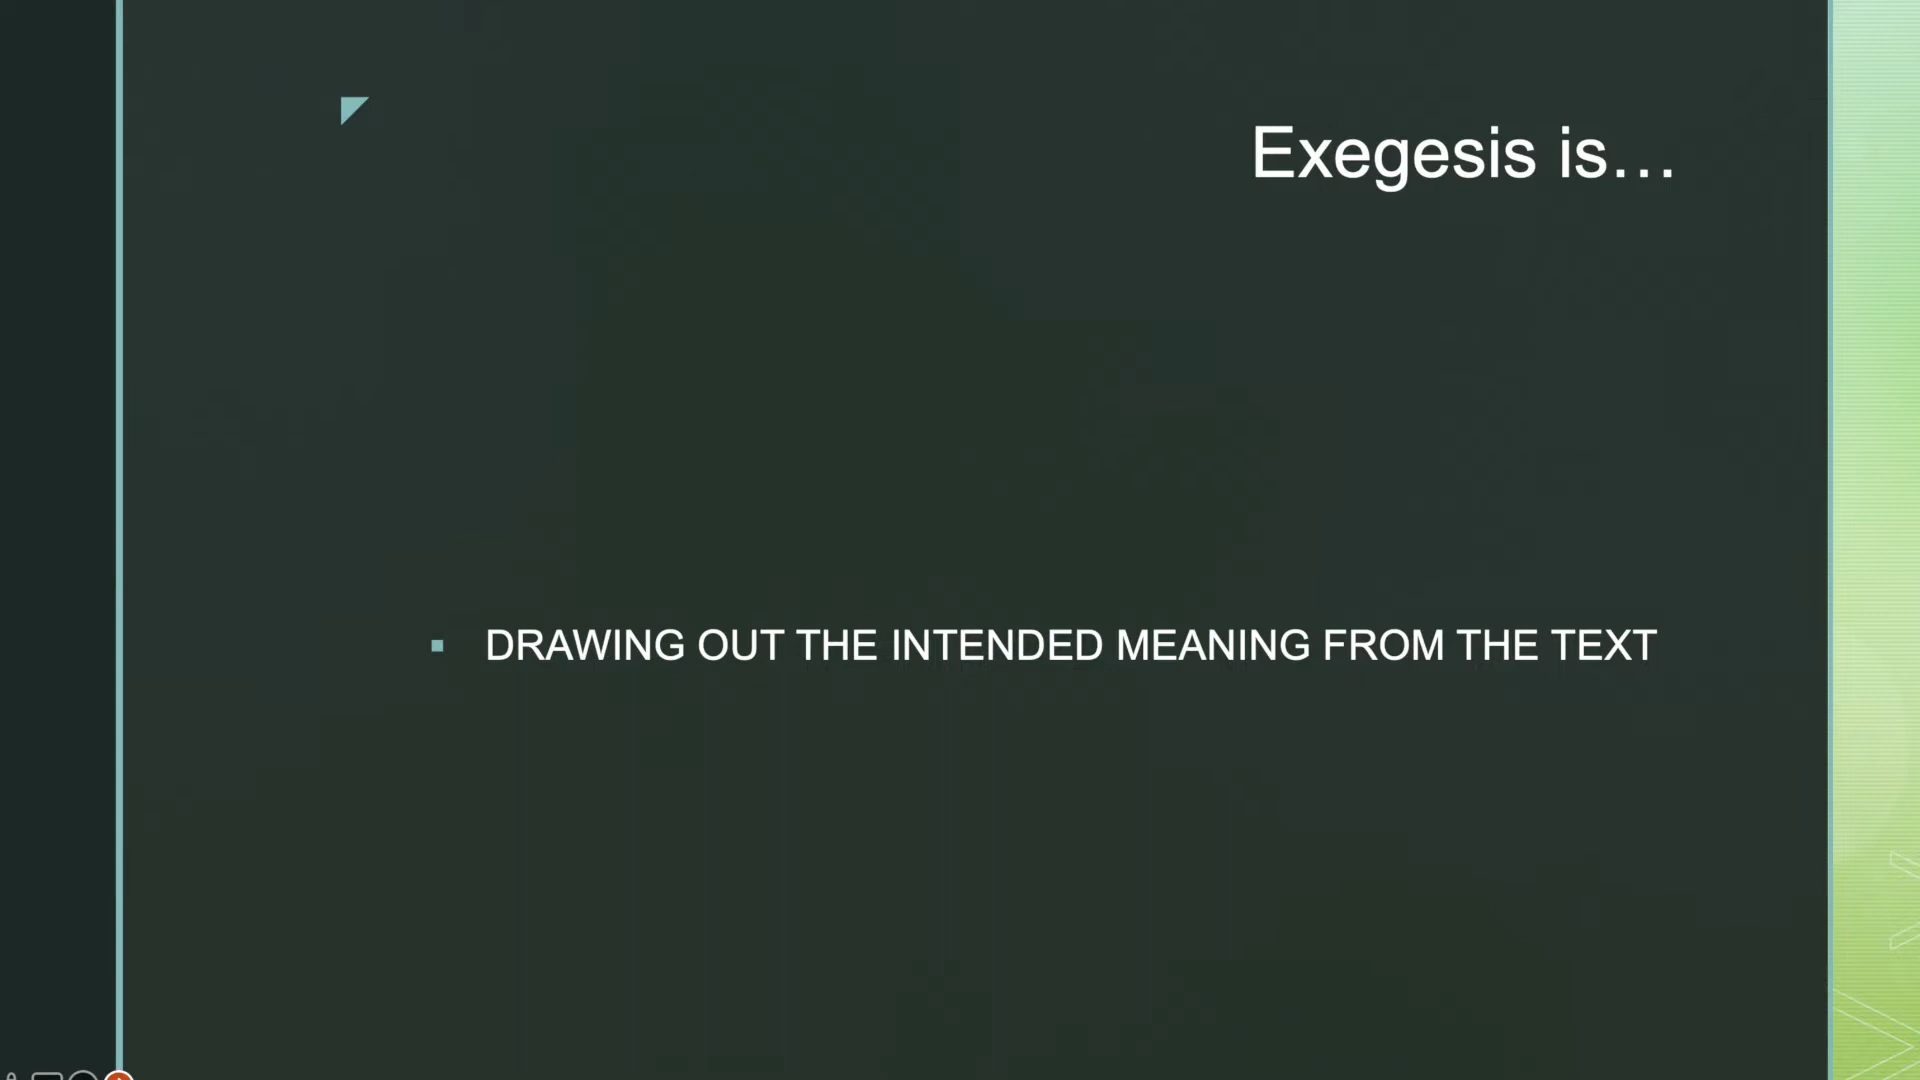 Exegesis is…
▪ DRAWING OUT THE INTENDED MEANING FROM THE TEXT